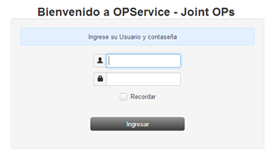 Bienvenido a OPService - Joint OPs
Ingrese su Usuario y contaseña
Recordar
Ingresar